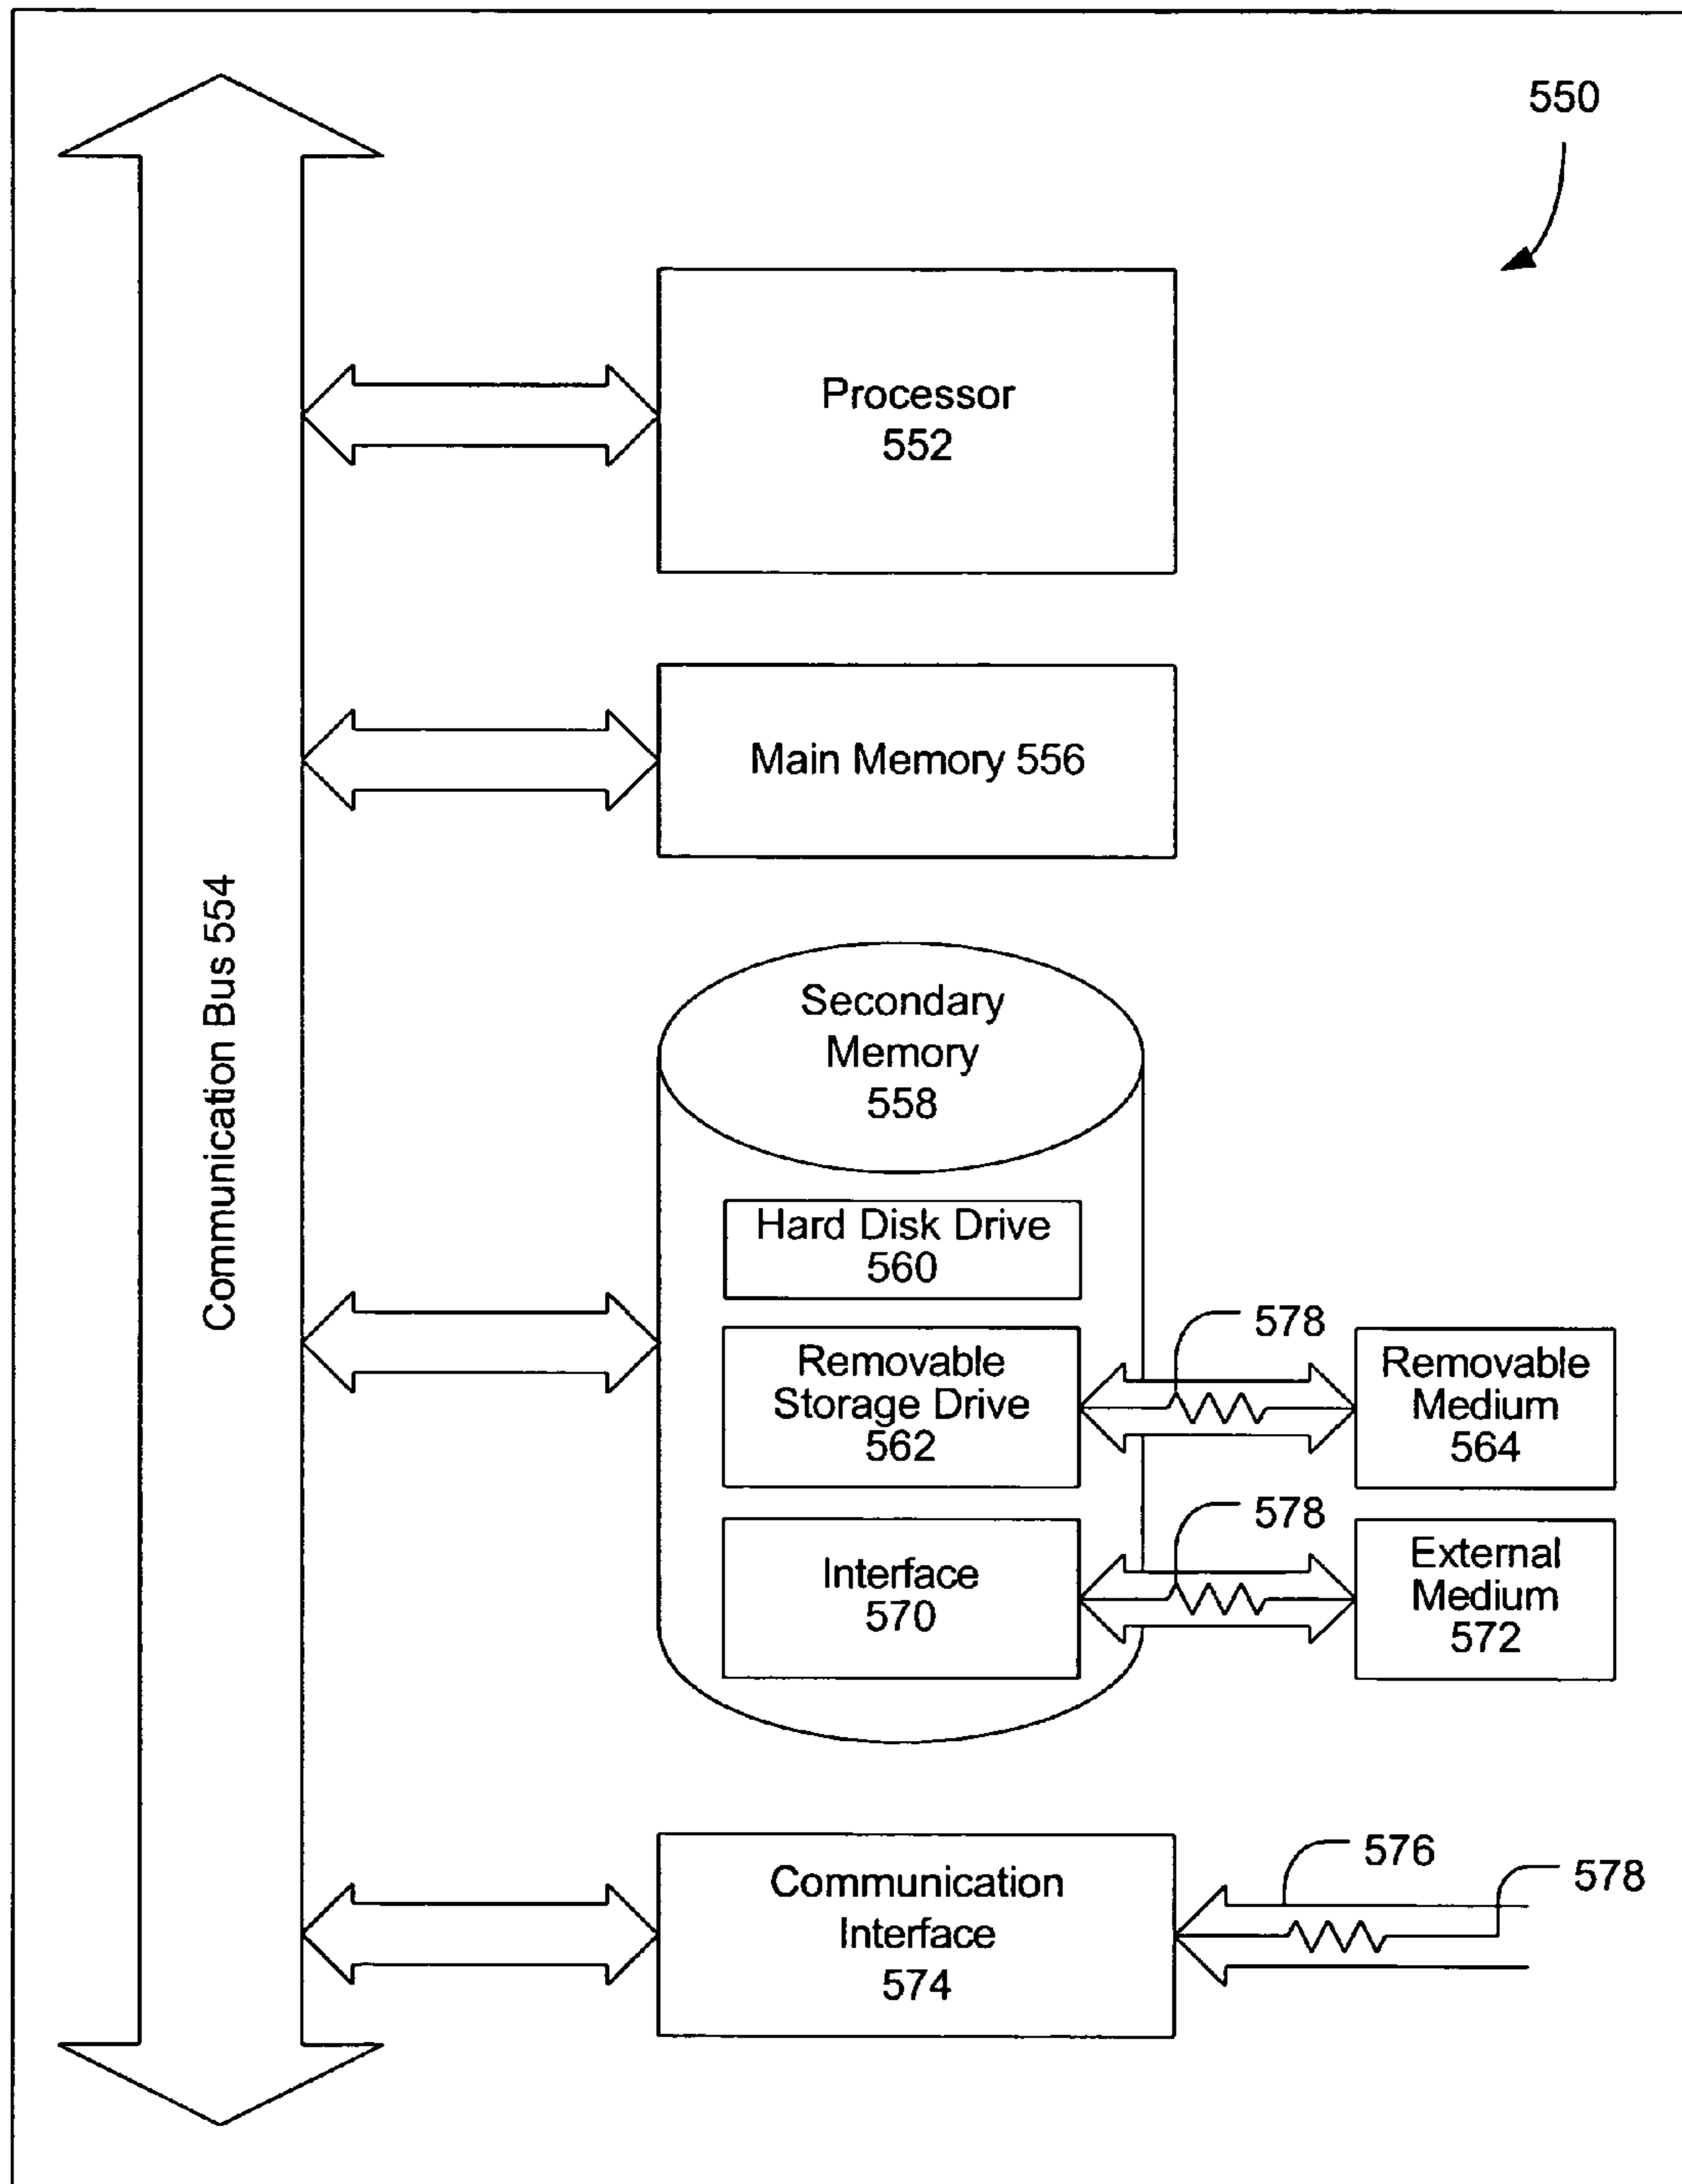 550
Processor
552
Main Memory 556
Communication Bus 554
Secondary
Memory
558
Hard Disk Drive
560
578
Removable
Storage Drive
562
Removable
Medium
564
578
Interface
570
External
Medium
572
576
578
Communication
Interface
574